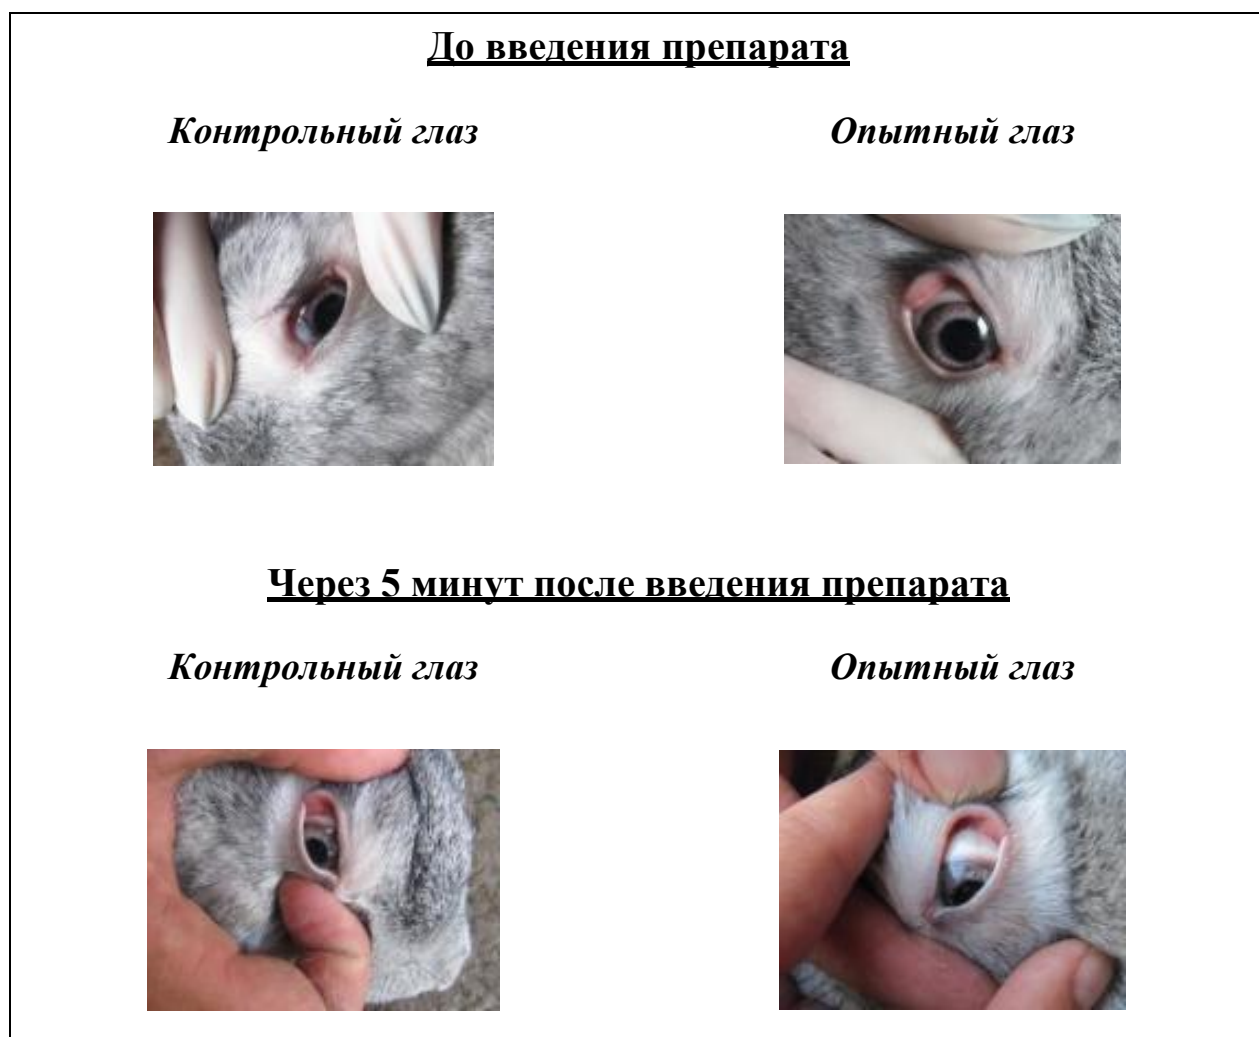 До введения препарата
Контрольный глаз
Опытный глаз
Через 5 минут после введения препарата
Контрольный глаз
Опытный глаз